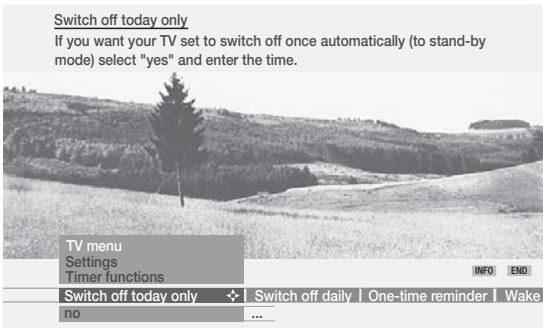 Switch off today only
If you want your TV set to switch off once automatically (to stand-by
mode) select "yes" and enter the time.
TV menu
Settings
Timer functions
INFO END
Switch off today only Switch off daily One-time reminder Wake
no ...